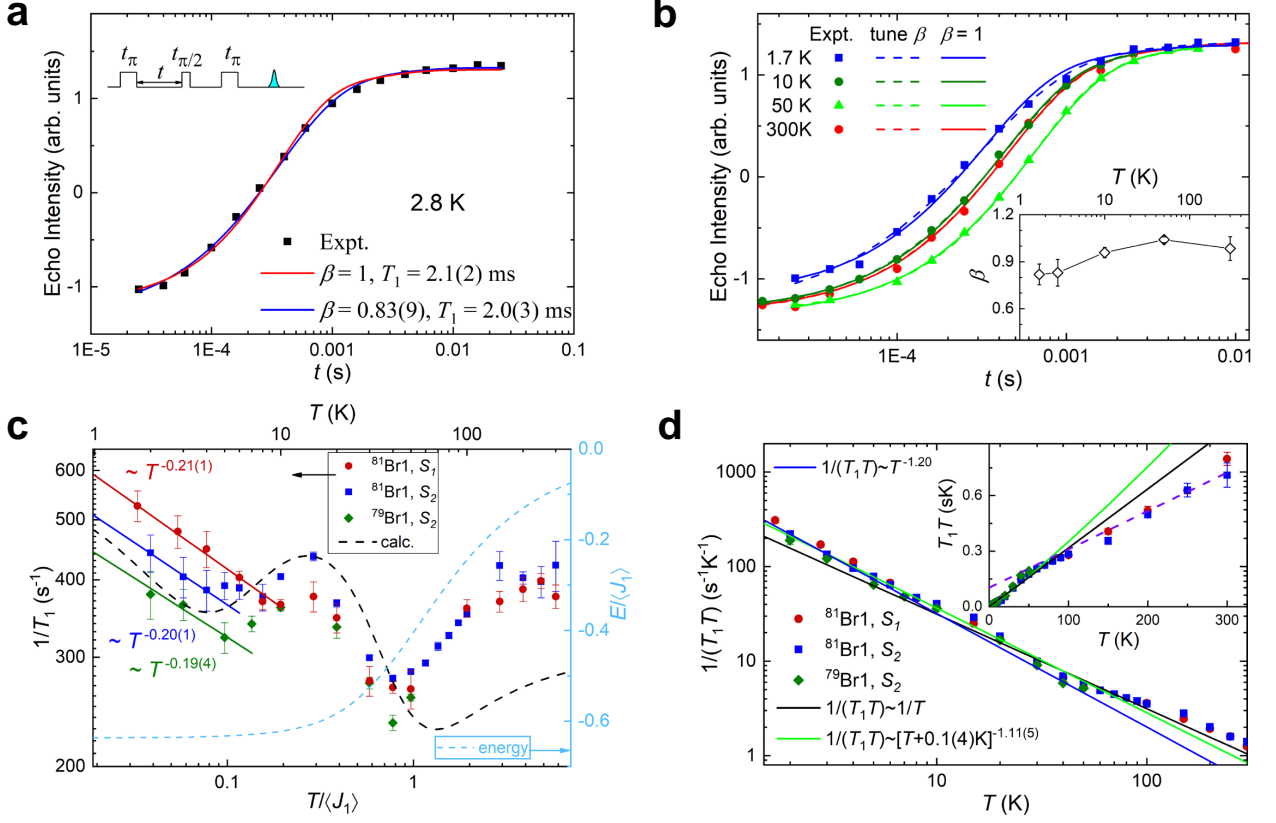 a
t_π
t
t_π/2
t_π
Echo Intensity (arb. units)
1
0
-1
2.8 K
Expt.
β = 1, T₁ = 2.1(2) ms
β = 0.83(9), T₁ = 2.0(3) ms
1E-5
1E-4
0.001
0.01
0.1
t (s)
b
Expt. tune β β = 1
1.7 K
10 K
50 K
300K
Echo Intensity (arb. units)
1
0
-1
T (K)
1
10
100
β
1.2
0.9
0.6
1E-4
0.001
0.01
t (s)
c
T (K)
1
10
100
0.0
-0.2
-0.4
-0.6
E/⟨J₁⟩
600
500
400
300
200
1/T₁ (s⁻¹)
~ T^-0.21(1)
~ T^-0.20(1)
~ T^-0.19(4)
⁸¹Br1, S₁
⁸¹Br1, S₂
⁷⁹Br1, S₂
calc.
energy
0.1
1
T/⟨J₁⟩
d
1/(T₁T)~T^-1.20
1000
100
10
1
1/(T₁T) (s⁻¹K⁻¹)
T₁T (sK)
0.6
0.3
0.0
0
100
200
300
T (K)
⁸¹Br1, S₁
⁸¹Br1, S₂
⁷⁹Br1, S₂
1/(T₁T)~1/T
1/(T₁T)~[T+0.1(4)K]^-1.11(5)
10
100
T (K)